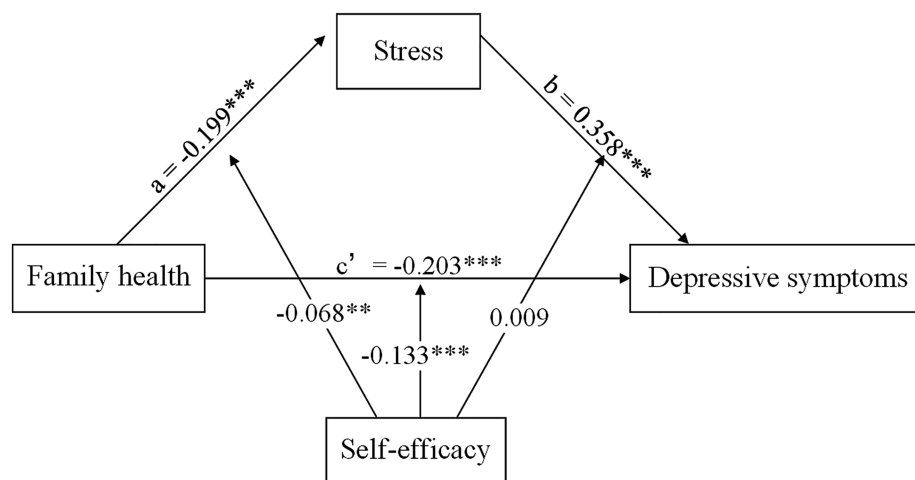 Stress
a = -0.199***
b = 0.358***
Family health
c’ = -0.203***
Depressive symptoms
-0.068**
0.009
-0.133***
Self-efficacy